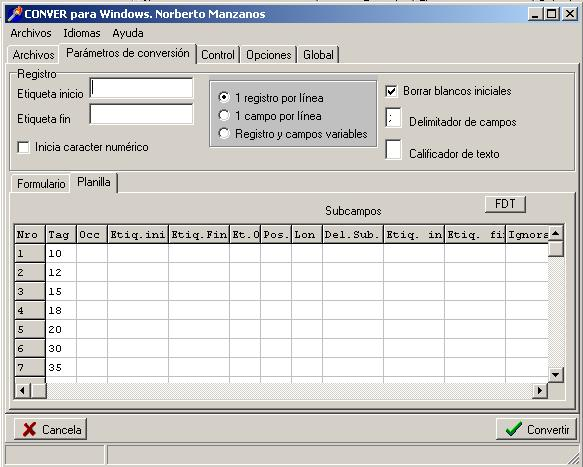 CONVER para Windows. Norberto Manzanos
Archivos Idiomas Ayuda
Archivos Parámetros de conversión Control Opciones Global
Registro
Etiqueta inicio
Etiqueta fin
Inicia caracter numérico
1 registro por línea
1 campo por línea
Registro y campos variables
Borrar blancos iniciales
; Delimitador de campos
Calificador de texto
Formulario Planilla
Subcampos FDT
Nro Tag Occ Etiq.ini Etiq.Fin Et.O Pos. Lon Del.Sub. Etiq. in Etiq. fi Ignora
1 10
2 12
3 15
4 18
5 20
6 30
7 35
Cancela Convertir